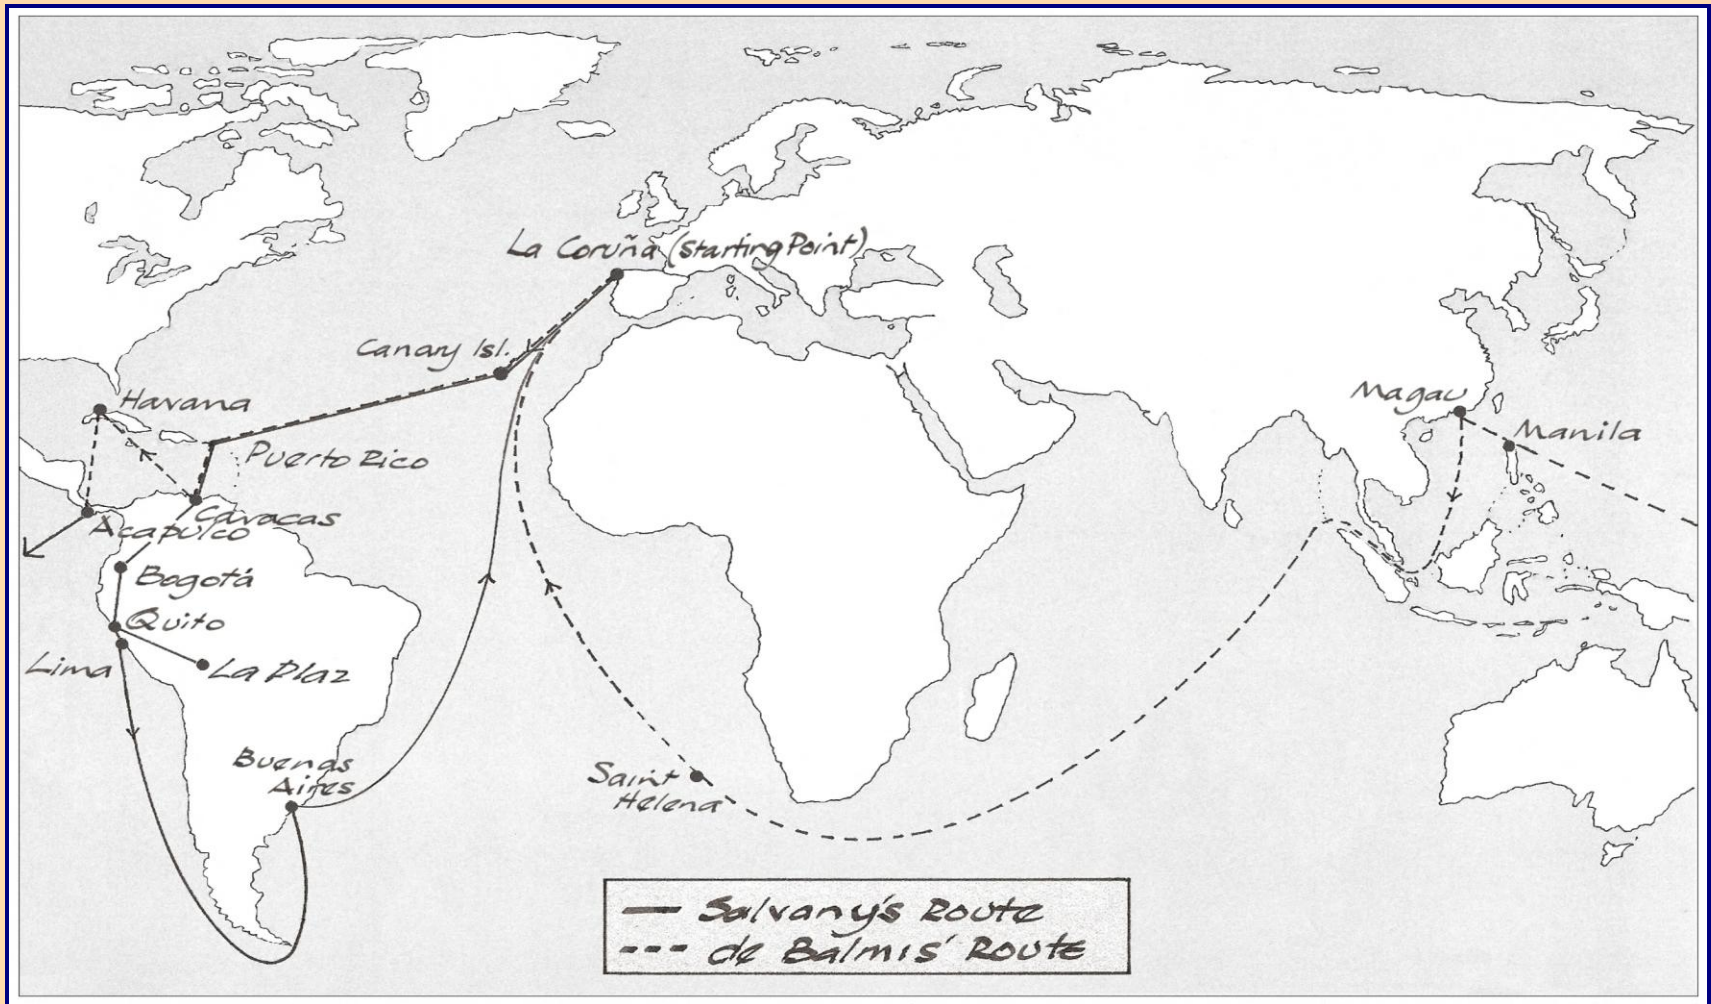 La Coruña (Starting Point)
Canary Isl.
Havana
Puerto Rico
Caracas
Acapulco
Bogotá
Quito
Lima
La Plaz
Buenas
Aires
Saint
Helena
Magau
Manila
Salvany's Route
de Balmis' Route